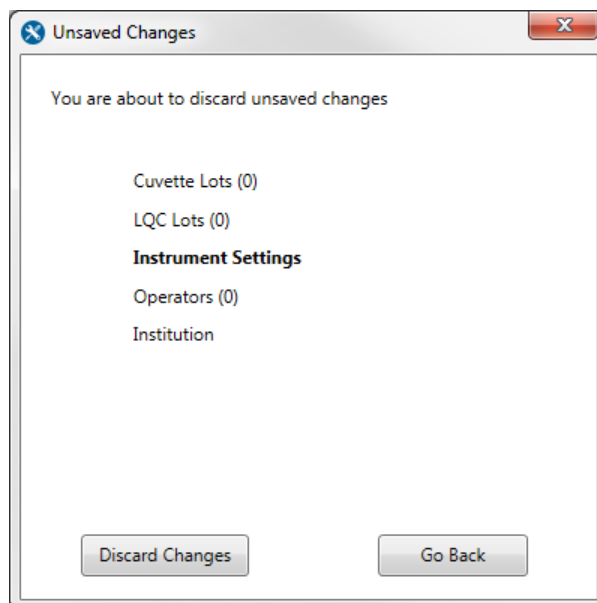 Unsaved Changes
You are about to discard unsaved changes
Cuvette Lots (0)
LQC Lots (0)
Instrument Settings
Operators (0)
Institution
Discard Changes
Go Back